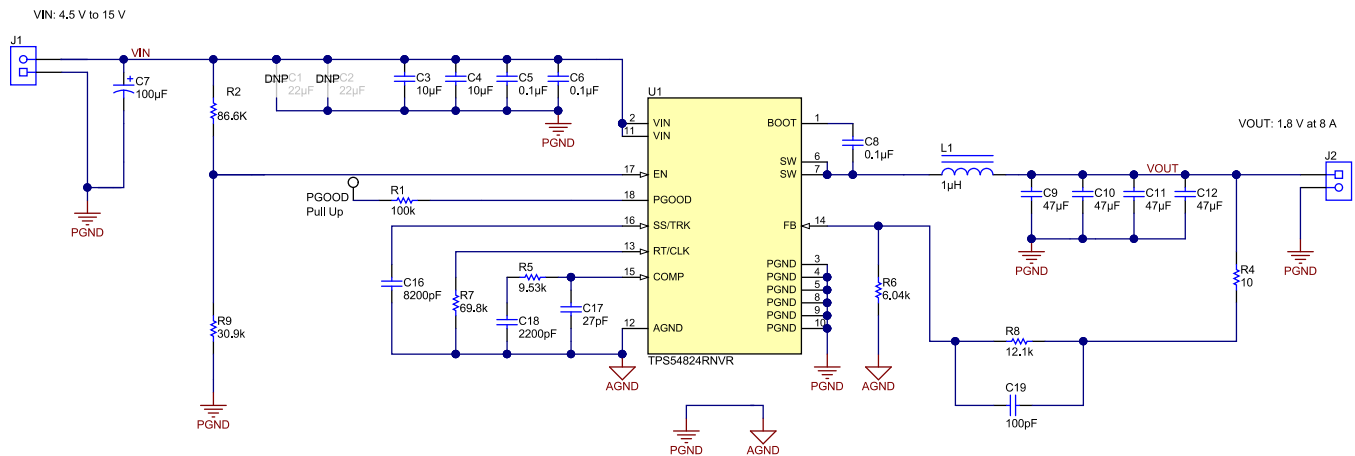 VIN: 4.5 V to 15 V
J1
VIN
C7
100µF
PGND
R2
86.6K
R9
30.9k
PGND
DNP C1
22µF
DNP C2
22µF
C3
10µF
C4
10µF
C5
0.1µF
C6
0.1µF
PGND
PGOOD
Pull Up
R1
100k
C16
8200pF
R7
69.8k
R5
9.53k
C18
2200pF
C17
27pF
AGND
U1
2 VIN
11 VIN
17 EN
18 PGOOD
16 SS/TRK
13 RT/CLK
15 COMP
12 AGND
BOOT 1
SW 6
SW 7
FB 14
PGND 3
PGND 4
PGND 5
PGND 8
PGND 9
PGND 10
TPS54824RNVR
PGND
PGND
AGND
C8
0.1µF
L1
1µH
R6
6.04k
AGND
VOUT: 1.8 V at 8 A
VOUT
J2
C9
47µF
C10
47µF
C11
47µF
C12
47µF
PGND
PGND
R4
10
R8
12.1k
C19
100pF